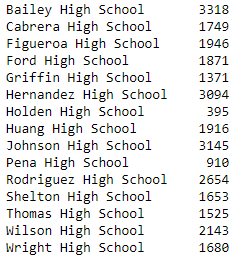 Bailey High School 3318
Cabrera High School 1749
Figueroa High School 1946
Ford High School 1871
Griffin High School 1371
Hernandez High School 3094
Holden High School 395
Huang High School 1916
Johnson High School 3145
Pena High School 910
Rodriguez High School 2654
Shelton High School 1653
Thomas High School 1525
Wilson High School 2143
Wright High School 1680